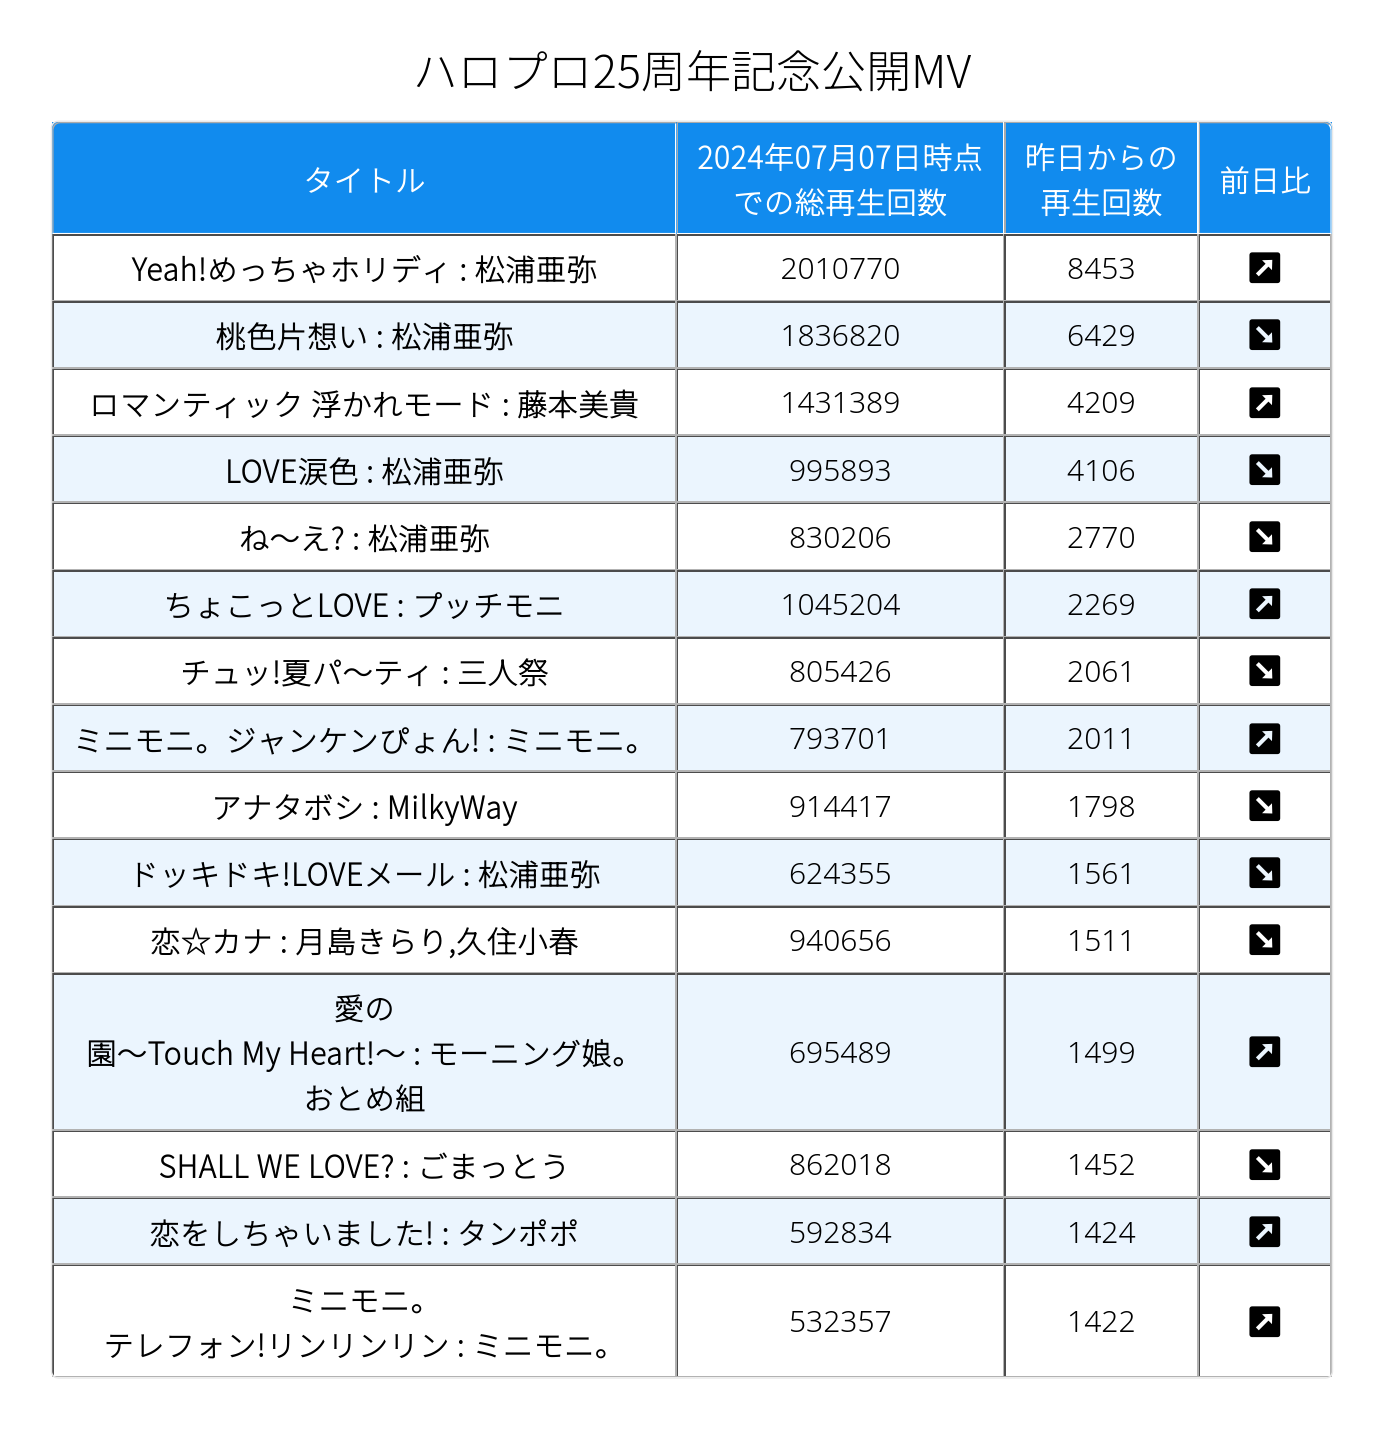 ハロプロ25周年記念公開MV
タイトル
2024年07月07日時点
での総再生回数
昨日からの
再生回数
前日比
Yeah!めっちゃホリディ : 松浦亜弥 2010770 8453 ↗
桃色片想い : 松浦亜弥 1836820 6429 ↘
ロマンティック 浮かれモード : 藤本美貴 1431389 4209 ↗
LOVE涙色 : 松浦亜弥 995893 4106 ↘
ね〜え? : 松浦亜弥 830206 2770 ↘
ちょこっとLOVE : プッチモニ 1045204 2269 ↗
チュッ!夏パ〜ティ : 三人祭 805426 2061 ↘
ミニモニ。ジャンケンぴょん! : ミニモニ。 793701 2011 ↗
アナタボシ : MilkyWay 914417 1798 ↘
ドッキドキ!LOVEメール : 松浦亜弥 624355 1561 ↘
恋☆カナ : 月島きらり,久住小春 940656 1511 ↘
愛の
園〜Touch My Heart!〜 : モーニング娘。
おとめ組
695489 1499 ↗
SHALL WE LOVE? : ごまっとう 862018 1452 ↘
恋をしちゃいました! : タンポポ 592834 1424 ↗
ミニモニ。
テレフォン!リンリンリン : ミニモニ。
532357 1422 ↗